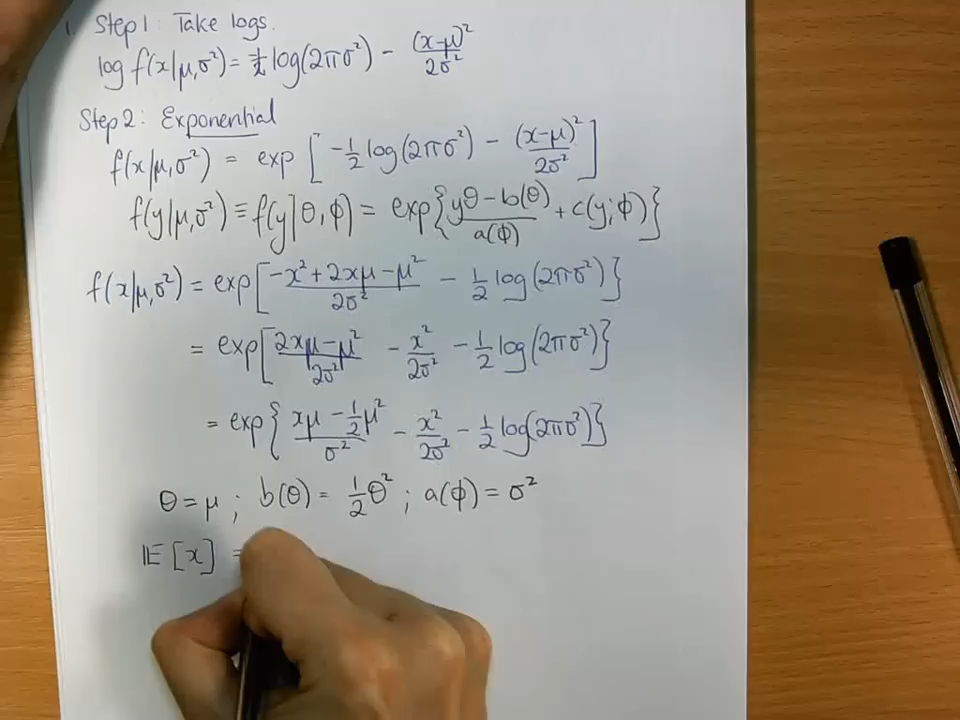 1. Step 1: Take logs.
log f(x|μ,σ²) = ½ log(2πσ²) − (x−μ)²/2σ²
Step 2: Exponential
f(x|μ,σ²) = exp[−½ log(2πσ²) − (x−μ)²/2σ²]
f(y|μ,σ²) ≡ f(y|θ,ϕ) = exp{(yθ − b(θ))/a(ϕ) + c(y;ϕ)}
f(x|μ,σ²) = exp[(−x² + 2xμ − μ²)/2σ² − ½ log(2πσ²)}
= exp[(2xμ − μ²)/2σ² − x²/2σ² − ½ log(2πσ²)}
= exp{(xμ − ½μ²)/σ² − x²/2σ² − ½ log(2πσ²)}
θ = μ ; b(θ) = ½θ² ; a(ϕ) = σ²
𝔼[x] =